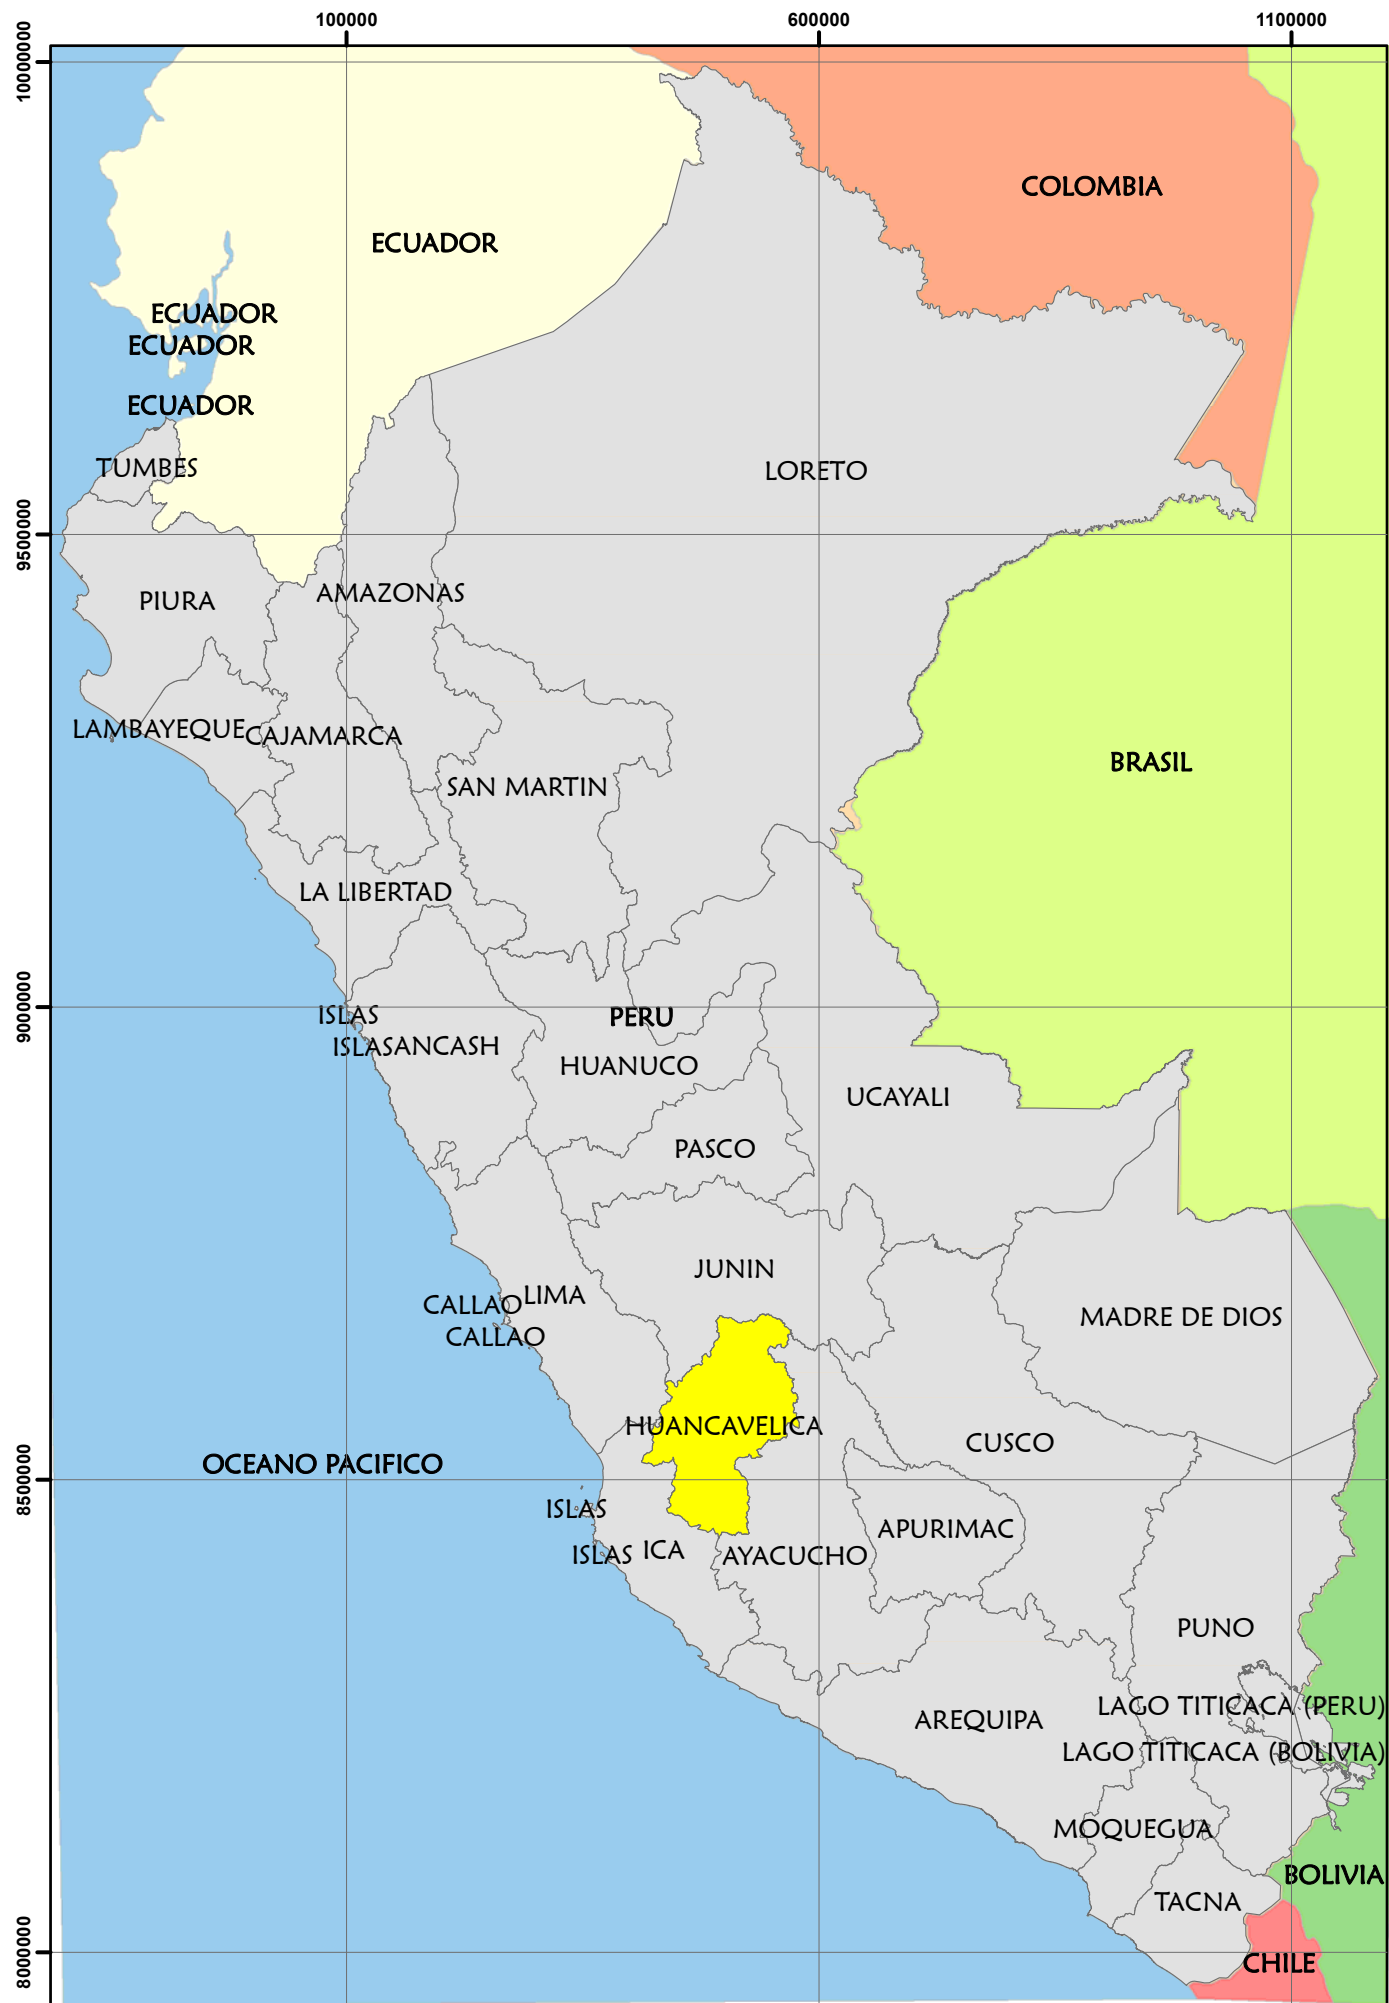 100000
600000
1100000
10000000
COLOMBIA
ECUADOR
ECUADOR
ECUADOR
ECUADOR
TUMBES
LORETO
9500000
AMAZONAS
PIURA
LAMBAYEQUE
CAJAMARCA
BRASIL
SAN MARTIN
LA LIBERTAD
9000000
ISLAS
PERU
ISLAS
ANCASH
HUANUCO
UCAYALI
PASCO
JUNIN
LIMA
CALLAO
MADRE DE DIOS
CALLAO
HUANCAVELICA
CUSCO
OCEANO PACIFICO
8500000
ISLAS
APURIMAC
ISLAS
ICA
AYACUCHO
PUNO
LAGO TITICACA (PERU)
AREQUIPA
LAGO TITICACA (BOLIVIA)
MOQUEGUA
BOLIVIA
TACNA
8000000
CHILE